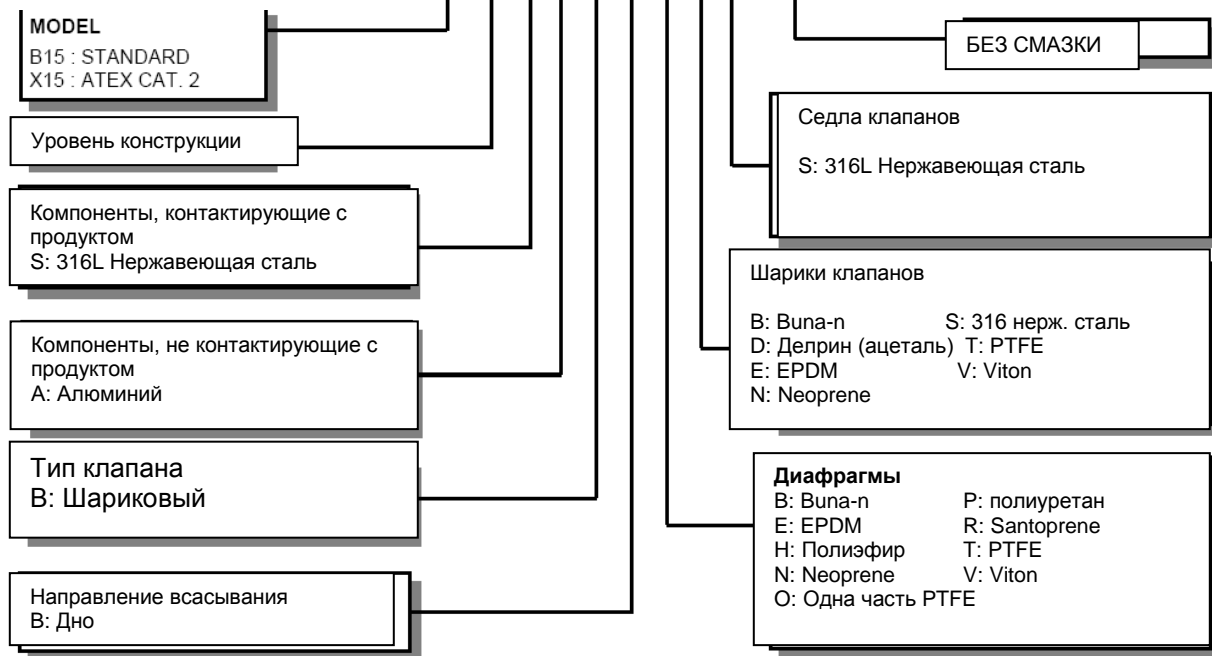 MODEL
B15 : STANDARD
X15 : ATEX CAT. 2
Уровень конструкции
Компоненты, контактирующие с
продуктом
S: 316L Нержавеющая сталь
Компоненты, не контактирующие с
продуктом
А: Алюминий
Тип клапана
В: Шариковый
Направление всасывания
В: Дно
БЕЗ СМАЗКИ
Седла клапанов
S: 316L Нержавеющая сталь
Шарики клапанов
B: Buna-n S: 316 нерж. сталь
D: Делрин (ацеталь) T: PTFE
E: EPDM V: Viton
N: Neoprene
Диафрагмы
B: Buna-n P: полиуретан
E: EPDM R: Santoprene
H: Полиэфир T: PTFE
N: Neoprene V: Viton
O: Одна часть PTFE